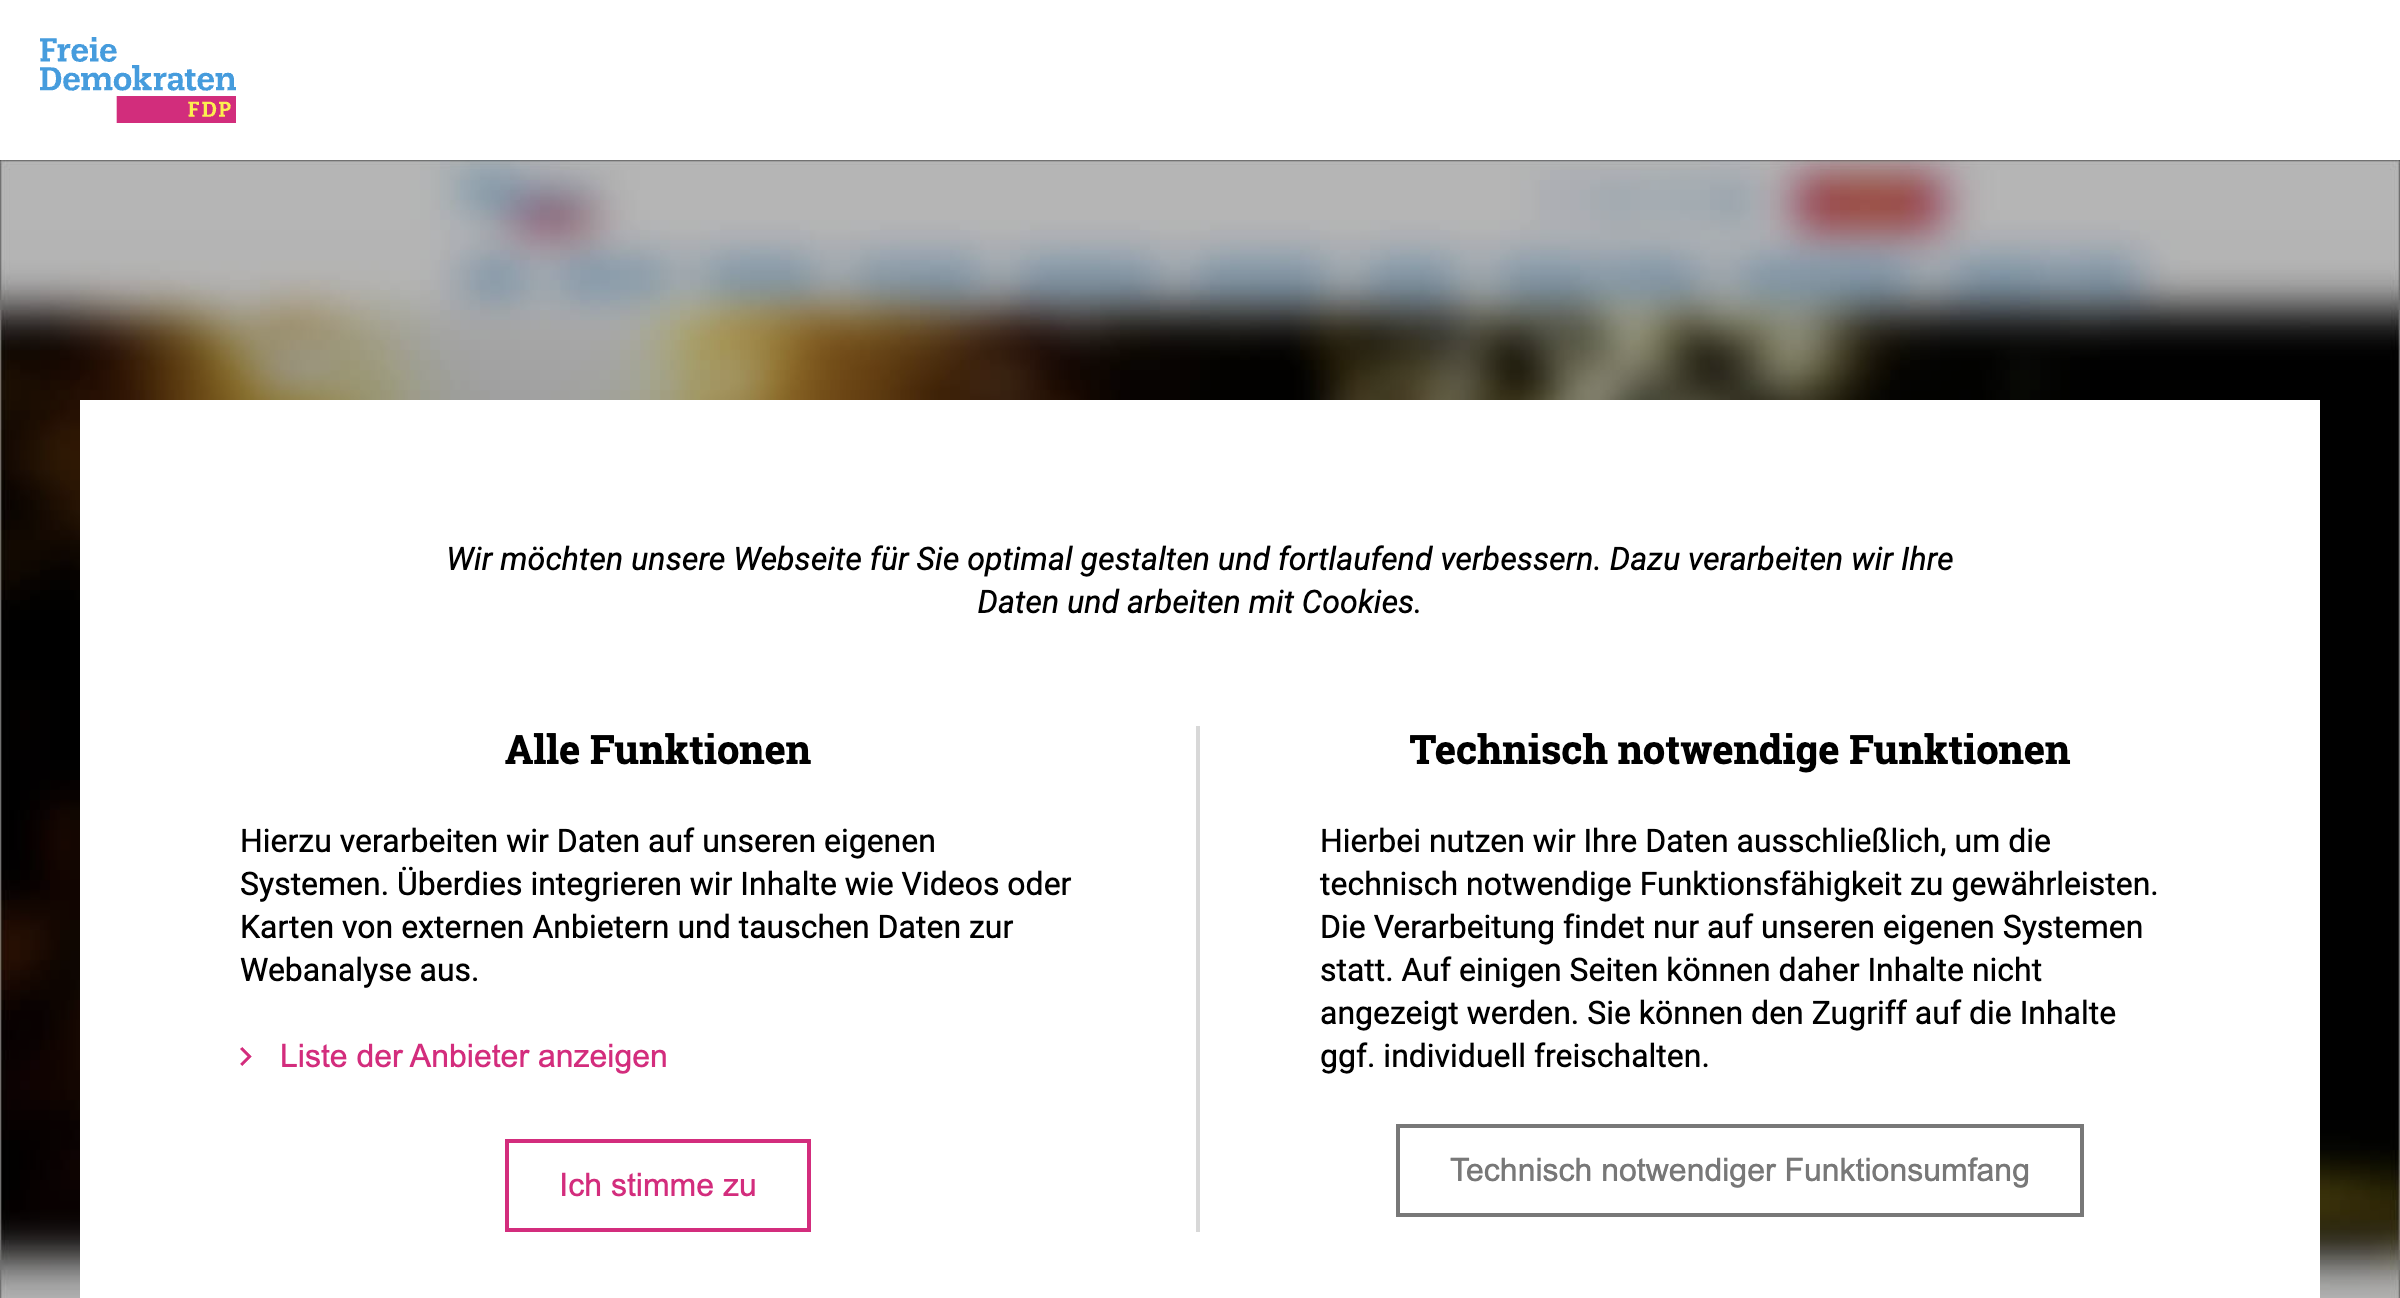 Freie
Demokraten
FDP
Wir möchten unsere Webseite für Sie optimal gestalten und fortlaufend verbessern. Dazu verarbeiten wir Ihre
Daten und arbeiten mit Cookies.
Alle Funktionen
Hierzu verarbeiten wir Daten auf unseren eigenen
Systemen. Überdies integrieren wir Inhalte wie Videos oder
Karten von externen Anbietern und tauschen Daten zur
Webanalyse aus.
Liste der Anbieter anzeigen
Ich stimme zu
Technisch notwendige Funktionen
Hierbei nutzen wir Ihre Daten ausschließlich, um die
technisch notwendige Funktionsfähigkeit zu gewährleisten.
Die Verarbeitung findet nur auf unseren eigenen Systemen
statt. Auf einigen Seiten können daher Inhalte nicht
angezeigt werden. Sie können den Zugriff auf die Inhalte
ggf. individuell freischalten.
Technisch notwendiger Funktionsumfang